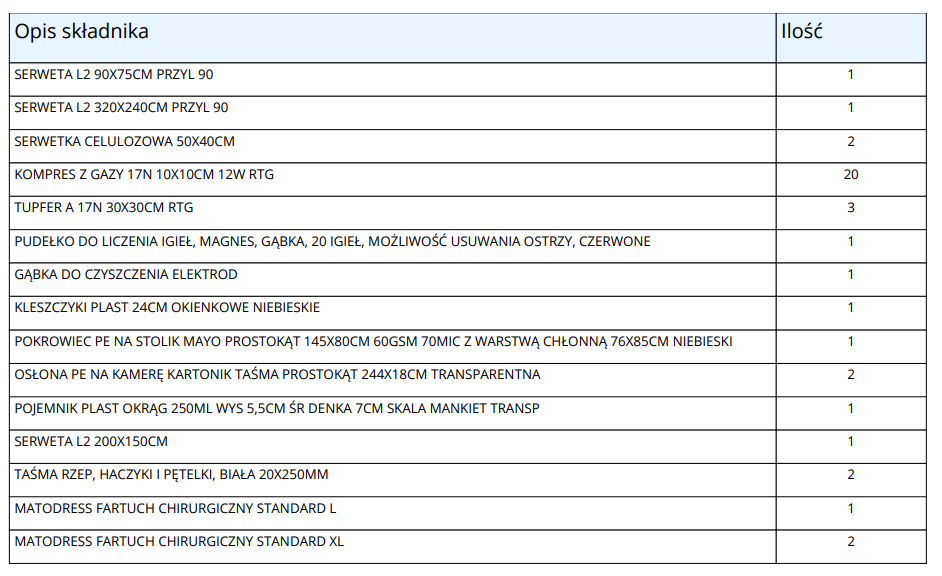 Opis składnika Ilość
SERWETA L2 90X75CM PRZYL 90 1
SERWETA L2 320X240CM PRZYL 90 1
SERWETKA CELULOZOWA 50X40CM 2
KOMPRES Z GAZY 17N 10X10CM 12W RTG 20
TUPFER A 17N 30X30CM RTG 3
PUDEŁKO DO LICZENIA IGIEŁ, MAGNES, GĄBKA, 20 IGIEŁ, MOŻLIWOŚĆ USUWANIA OSTRZY, CZERWONE 1
GĄBKA DO CZYSZCZENIA ELEKTROD 1
KLESZCZYKI PLAST 24CM OKIENKOWE NIEBIESKIE 1
POKROWIEC PE NA STOLIK MAYO PROSTOKĄT 145X80CM 60GSM 70MIC Z WARSTWĄ CHŁONNĄ 76X85CM NIEBIESKI 1
OSŁONA PE NA KAMERĘ KARTONIK TAŚMA PROSTOKĄT 244X18CM TRANSPARENTNA 2
POJEMNIK PLAST OKRĄG 250ML WYS 5,5CM ŚR DENKA 7CM SKALA MANKIET TRANSP 1
SERWETA L2 200X150CM 1
TAŚMA RZEP, HACZYKI I PĘTELKI, BIAŁA 20X250MM 2
MATODRESS FARTUCH CHIRURGICZNY STANDARD L 1
MATODRESS FARTUCH CHIRURGICZNY STANDARD XL 2